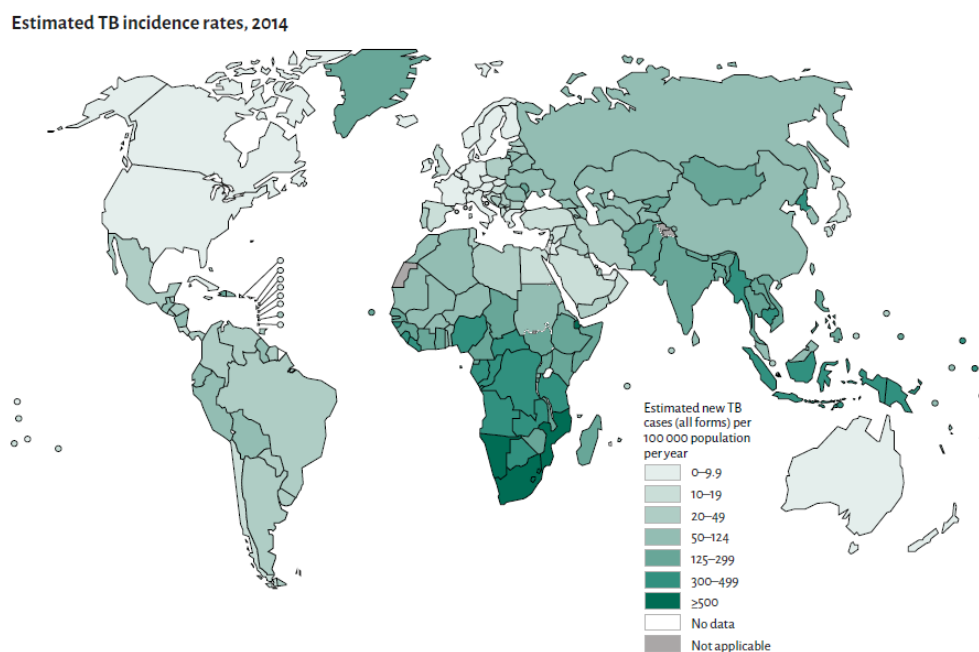 Estimated TB incidence rates, 2014
Estimated new TB
cases (all forms) per
100 000 population
per year
0–9.9
10–19
20–49
50–124
125–299
300–499
≥500
No data
Not applicable